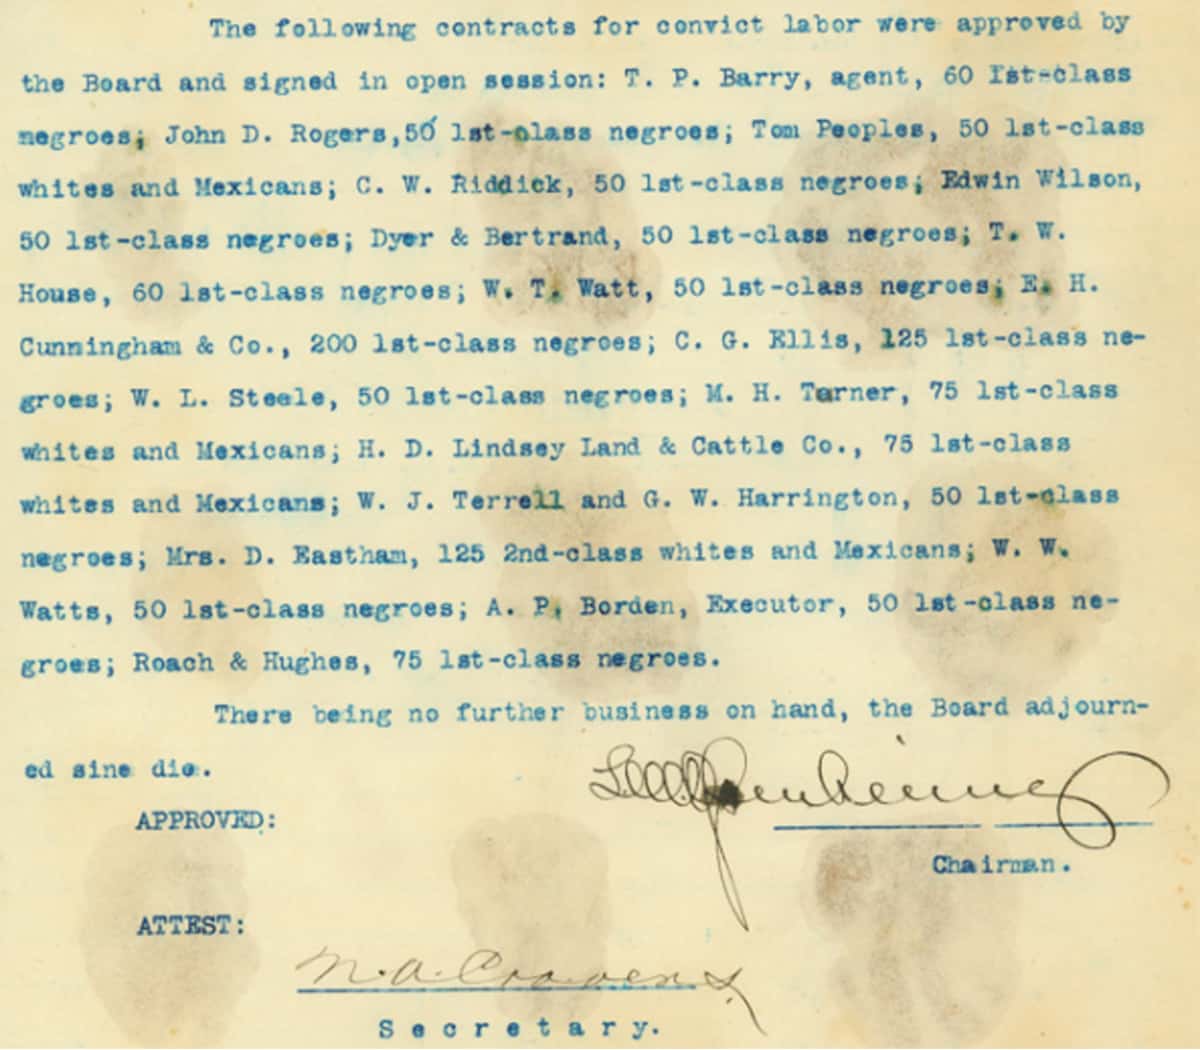 The following contracts for convict labor were approved by
the Board and signed in open session: T. P. Barry, agent, 60 1st-class
negroes; John D. Rogers,50 1st-class negroes; Tom Peoples, 50 1st-class
whites and Mexicans; C. W. Riddick, 50 1st-class negroes; Edwin Wilson,
50 1st-class negroes; Dyer & Bertrand, 50 1st-class negroes; T. W.
House, 60 1st-class negroes; W. T. Watt, 50 1st-class negroes; E. H.
Cunningham & Co., 200 1st-class negroes; C. G. Ellis, 125 1st-class ne-
groes; W. L. Steele, 50 1st-class negroes; M. H. Turner, 75 1st-class
whites and Mexicans; H. D. Lindsey Land & Cattle Co., 75 1st-class
whites and Mexicans; W. J. Terrell and G. W. Harrington, 50 1st-class
negroes; Mrs. D. Eastham, 125 2nd-class whites and Mexicans; W. W.
Watts, 50 1st-class negroes; A. P. Borden, Executor, 50 1st-class ne-
groes; Roach & Hughes, 75 1st-class negroes.
There being no further business on hand, the Board adjourn-
ed sine die.
APPROVED:
Chairman.
ATTEST:
N. A. Cravens,
Secretary.